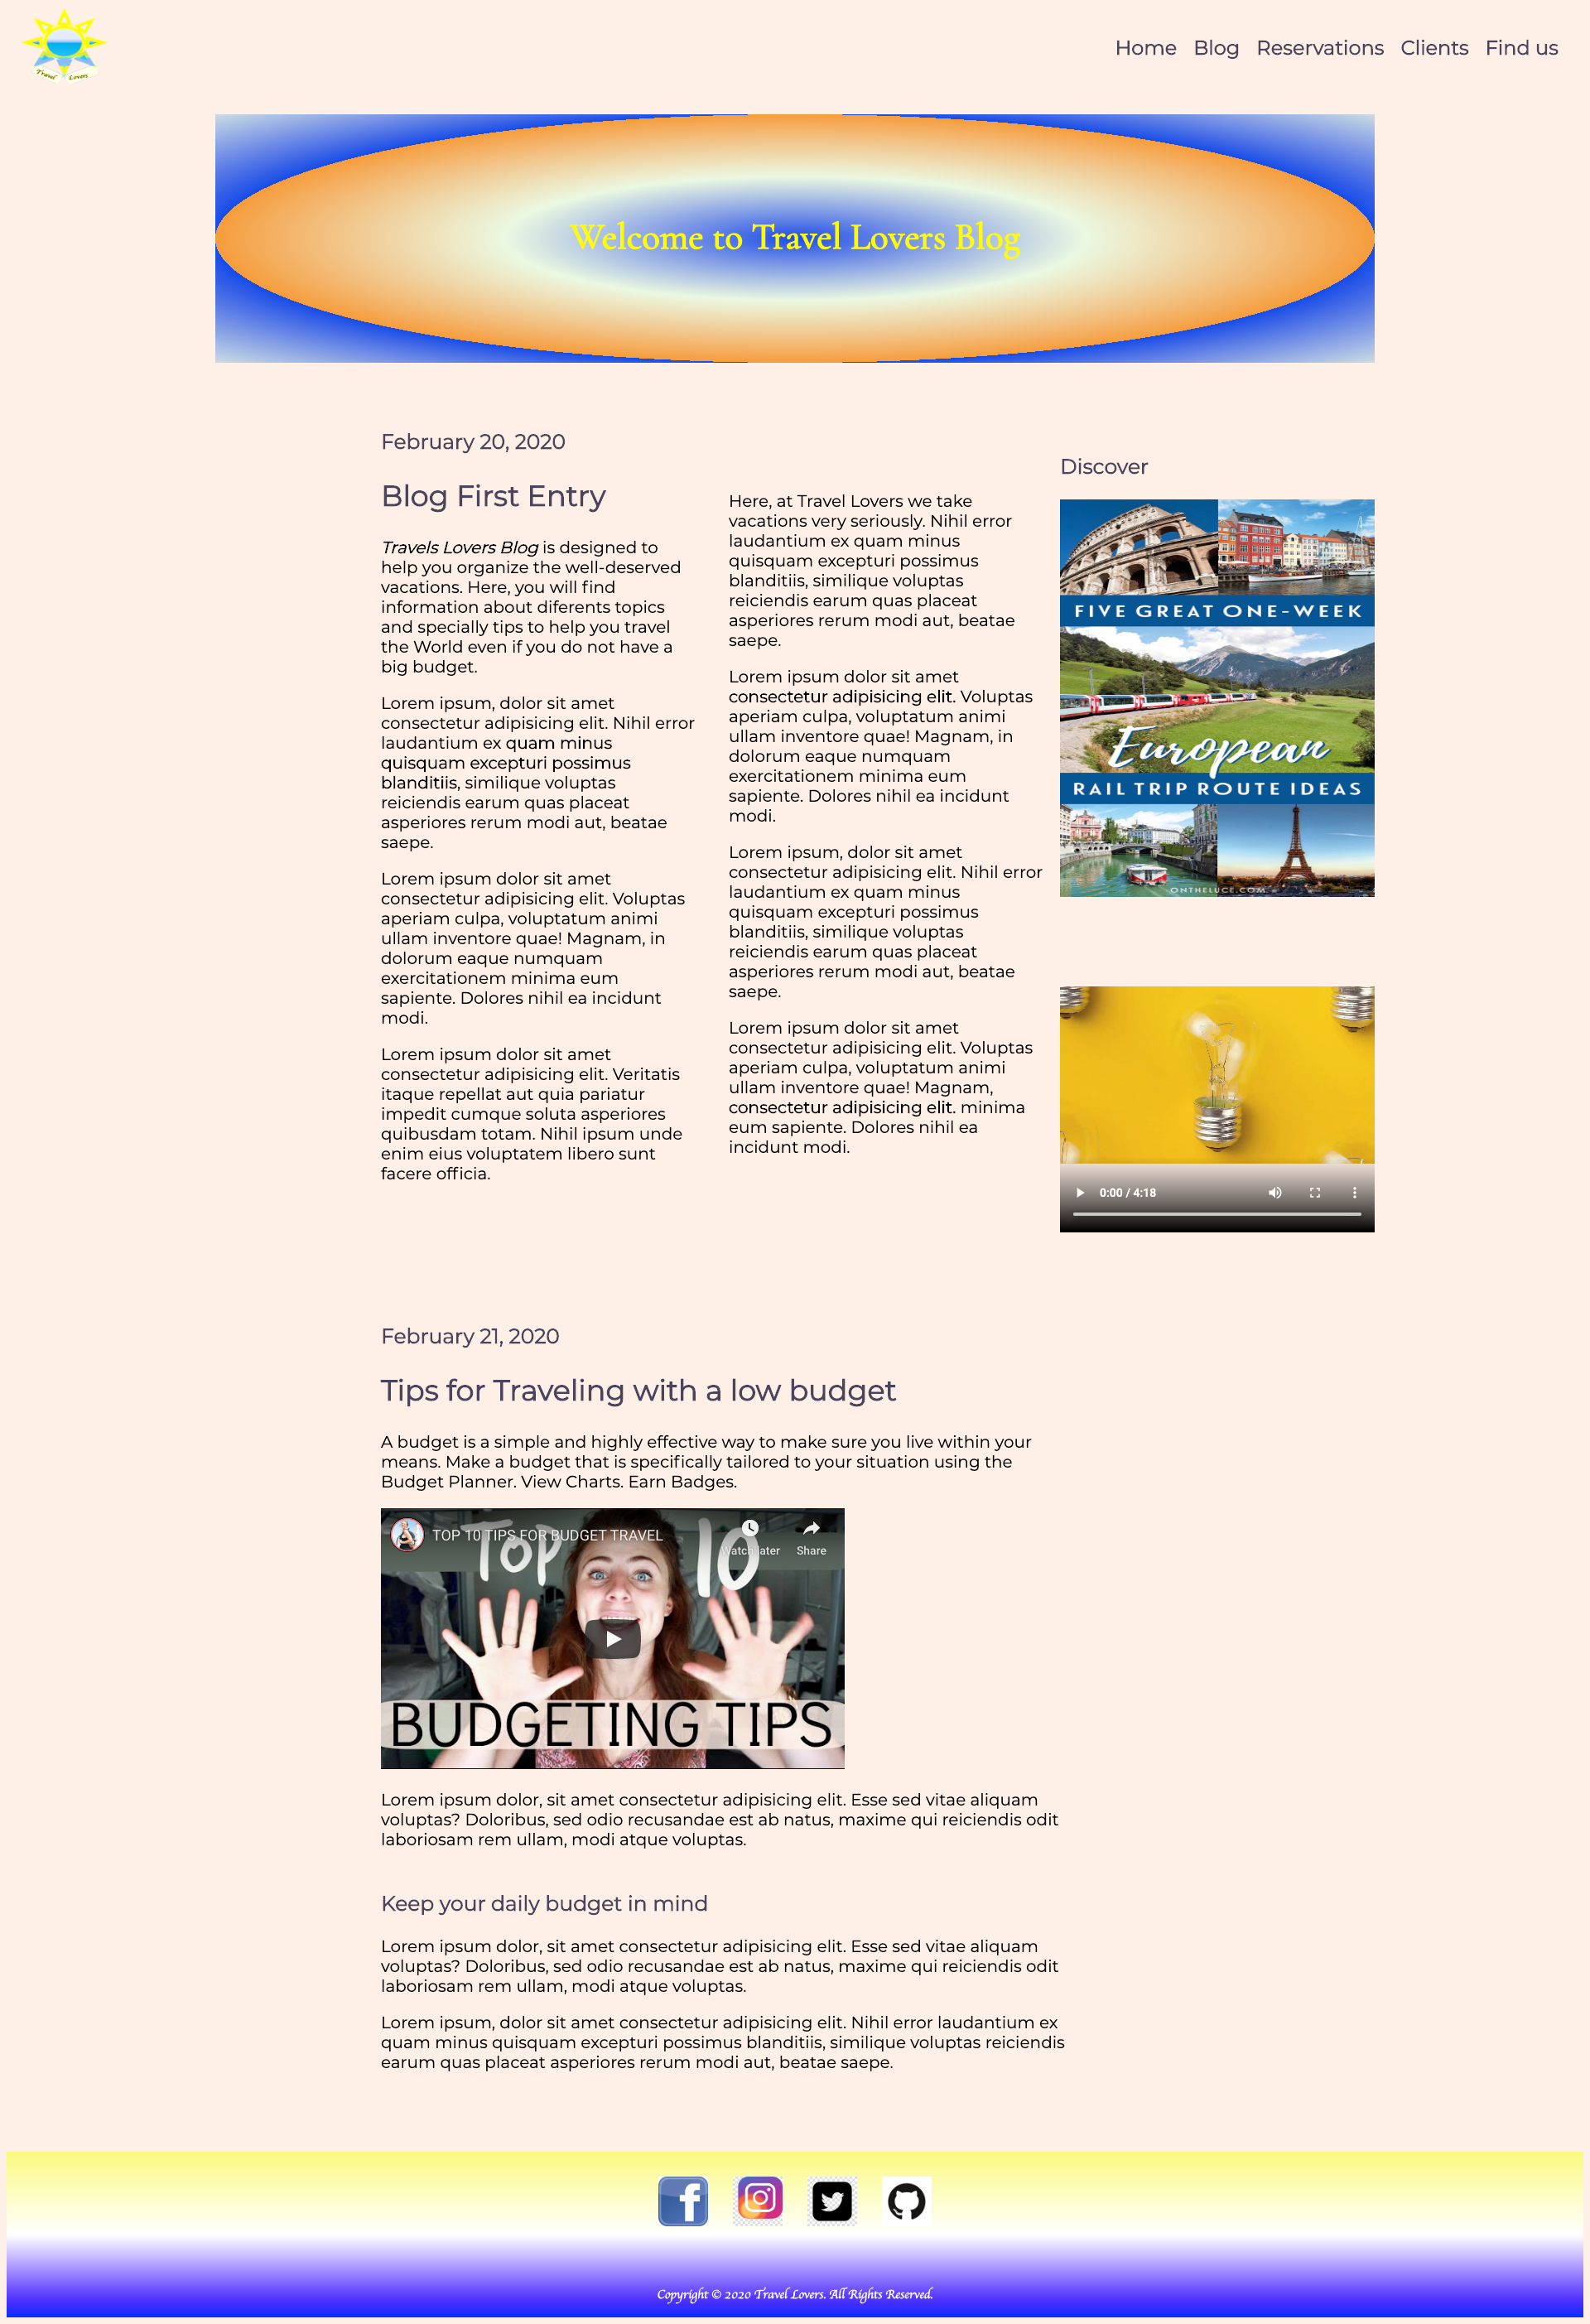 Travel Lovers
Home Blog Reservations Clients Find us
Welcome to Travel Lovers Blog
February 20, 2020
Blog First Entry
Travels Lovers Blog is designed to
help you organize the well-deserved
vacations. Here, you will find
information about diferents topics
and specially tips to help you travel
the World even if you do not have a
big budget.
Lorem ipsum, dolor sit amet
consectetur adipisicing elit. Nihil error
laudantium ex quam minus
quisquam excepturi possimus
blanditiis, similique voluptas
reiciendis earum quas placeat
asperiores rerum modi aut, beatae
saepe.
Lorem ipsum dolor sit amet
consectetur adipisicing elit. Voluptas
aperiam culpa, voluptatum animi
ullam inventore quae! Magnam, in
dolorum eaque numquam
exercitationem minima eum
sapiente. Dolores nihil ea incidunt
modi.
Lorem ipsum dolor sit amet
consectetur adipisicing elit. Veritatis
itaque repellat aut quia pariatur
impedit cumque soluta asperiores
quibusdam totam. Nihil ipsum unde
enim eius voluptatem libero sunt
facere officia.
Here, at Travel Lovers we take
vacations very seriously. Nihil error
laudantium ex quam minus
quisquam excepturi possimus
blanditiis, similique voluptas
reiciendis earum quas placeat
asperiores rerum modi aut, beatae
saepe.
Lorem ipsum dolor sit amet
consectetur adipisicing elit. Voluptas
aperiam culpa, voluptatum animi
ullam inventore quae! Magnam, in
dolorum eaque numquam
exercitationem minima eum
sapiente. Dolores nihil ea incidunt
modi.
Lorem ipsum, dolor sit amet
consectetur adipisicing elit. Nihil error
laudantium ex quam minus
quisquam excepturi possimus
blanditiis, similique voluptas
reiciendis earum quas placeat
asperiores rerum modi aut, beatae
saepe.
Lorem ipsum dolor sit amet
consectetur adipisicing elit. Voluptas
aperiam culpa, voluptatum animi
ullam inventore quae! Magnam,
consectetur adipisicing elit. minima
eum sapiente. Dolores nihil ea
incidunt modi.
Discover
FIVE GREAT ONE-WEEK
European
RAIL TRIP ROUTE IDEAS
ONTHELUCE.COM
0:00 / 4:18
February 21, 2020
Tips for Traveling with a low budget
A budget is a simple and highly effective way to make sure you live within your
means. Make a budget that is specifically tailored to your situation using the
Budget Planner. View Charts. Earn Badges.
TOP 10 TIPS FOR BUDGET TRAVEL
Watch later Share
TOP 10
BUDGETING TIPS
Lorem ipsum dolor, sit amet consectetur adipisicing elit. Esse sed vitae aliquam
voluptas? Doloribus, sed odio recusandae est ab natus, maxime qui reiciendis odit
laboriosam rem ullam, modi atque voluptas.
Keep your daily budget in mind
Lorem ipsum dolor, sit amet consectetur adipisicing elit. Esse sed vitae aliquam
voluptas? Doloribus, sed odio recusandae est ab natus, maxime qui reiciendis odit
laboriosam rem ullam, modi atque voluptas.
Lorem ipsum, dolor sit amet consectetur adipisicing elit. Nihil error laudantium ex
quam minus quisquam excepturi possimus blanditiis, similique voluptas reiciendis
earum quas placeat asperiores rerum modi aut, beatae saepe.
Copyright © 2020 Travel Lovers. All Rights Reserved.